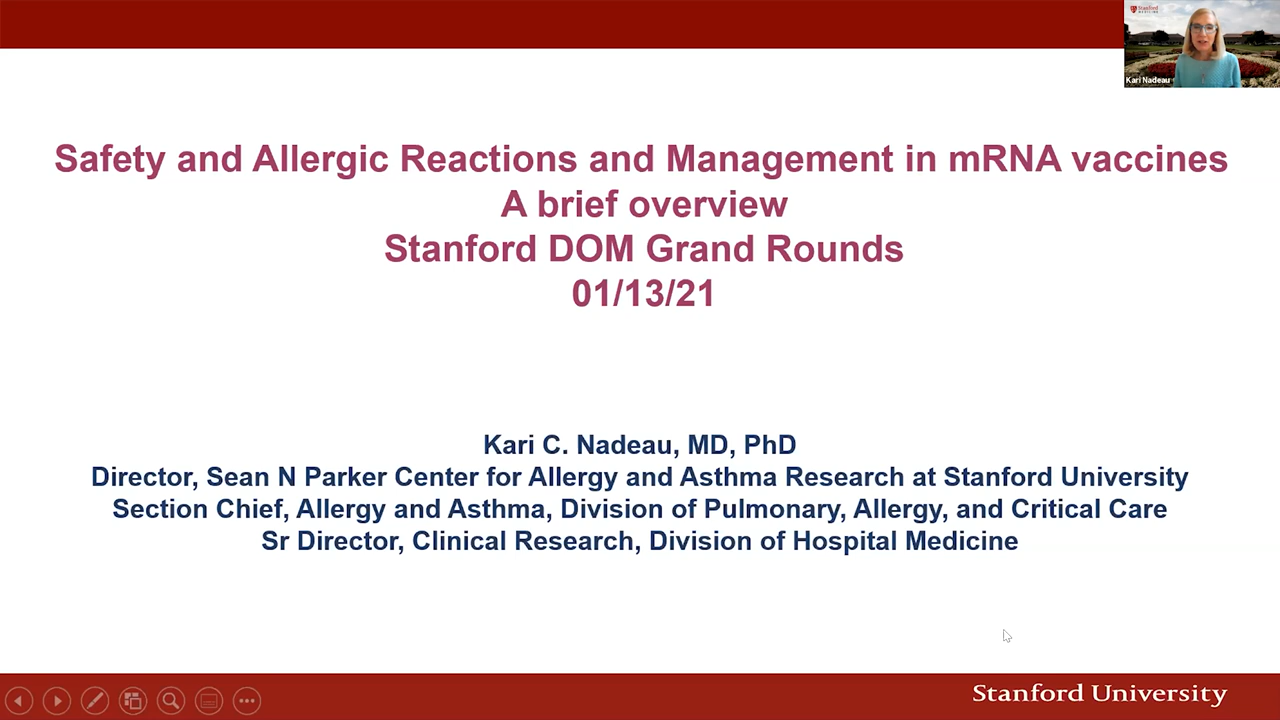 Stanford
MEDICINE
Kari Nadeau
Safety and Allergic Reactions and Management in mRNA vaccines
A brief overview
Stanford DOM Grand Rounds
01/13/21
Kari C. Nadeau, MD, PhD
Director, Sean N Parker Center for Allergy and Asthma Research at Stanford University
Section Chief, Allergy and Asthma, Division of Pulmonary, Allergy, and Critical Care
Sr Director, Clinical Research, Division of Hospital Medicine
Stanford University